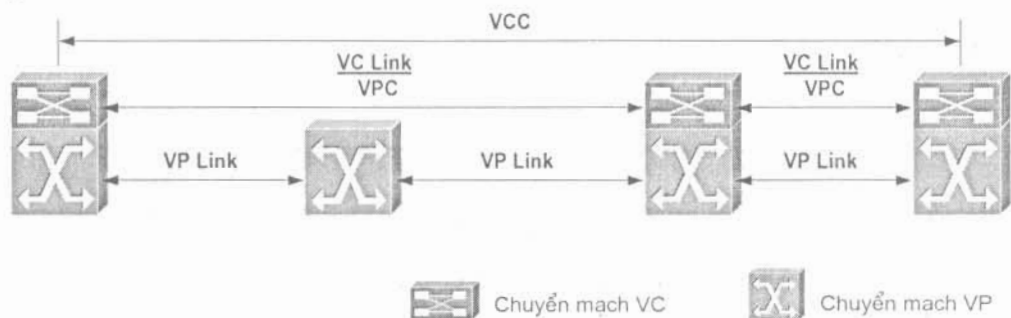 VCC
VC Link
VPC
VC Link
VPC
VP Link
VP Link
VP Link
Chuyển mạch VC
Chuyển mạch VP